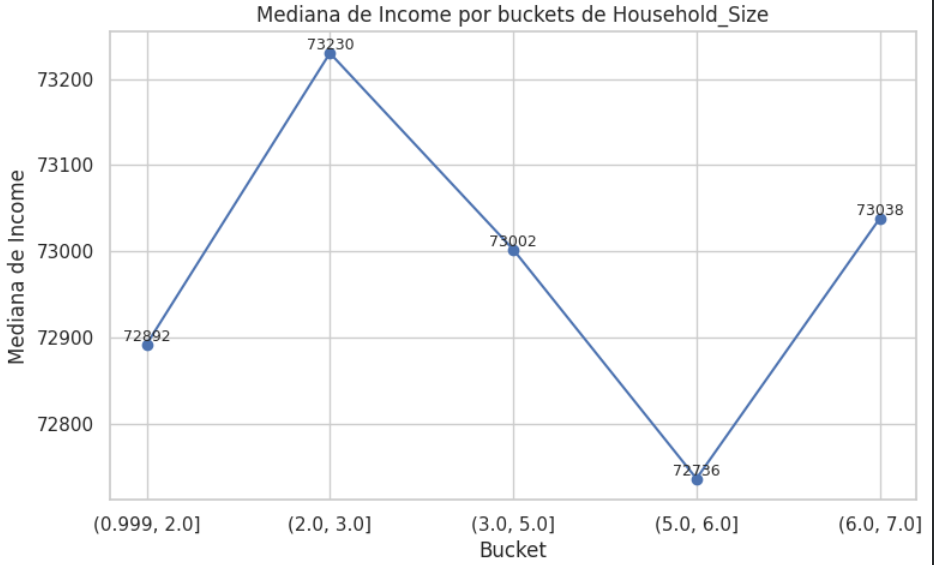 Mediana de Income por buckets de Household_Size
73230
73200
73100
73038
73002
73000
72892
72900
72800
72736
Mediana de Income
(0.999, 2.0] (2.0, 3.0] (3.0, 5.0] (5.0, 6.0] (6.0, 7.0]
Bucket